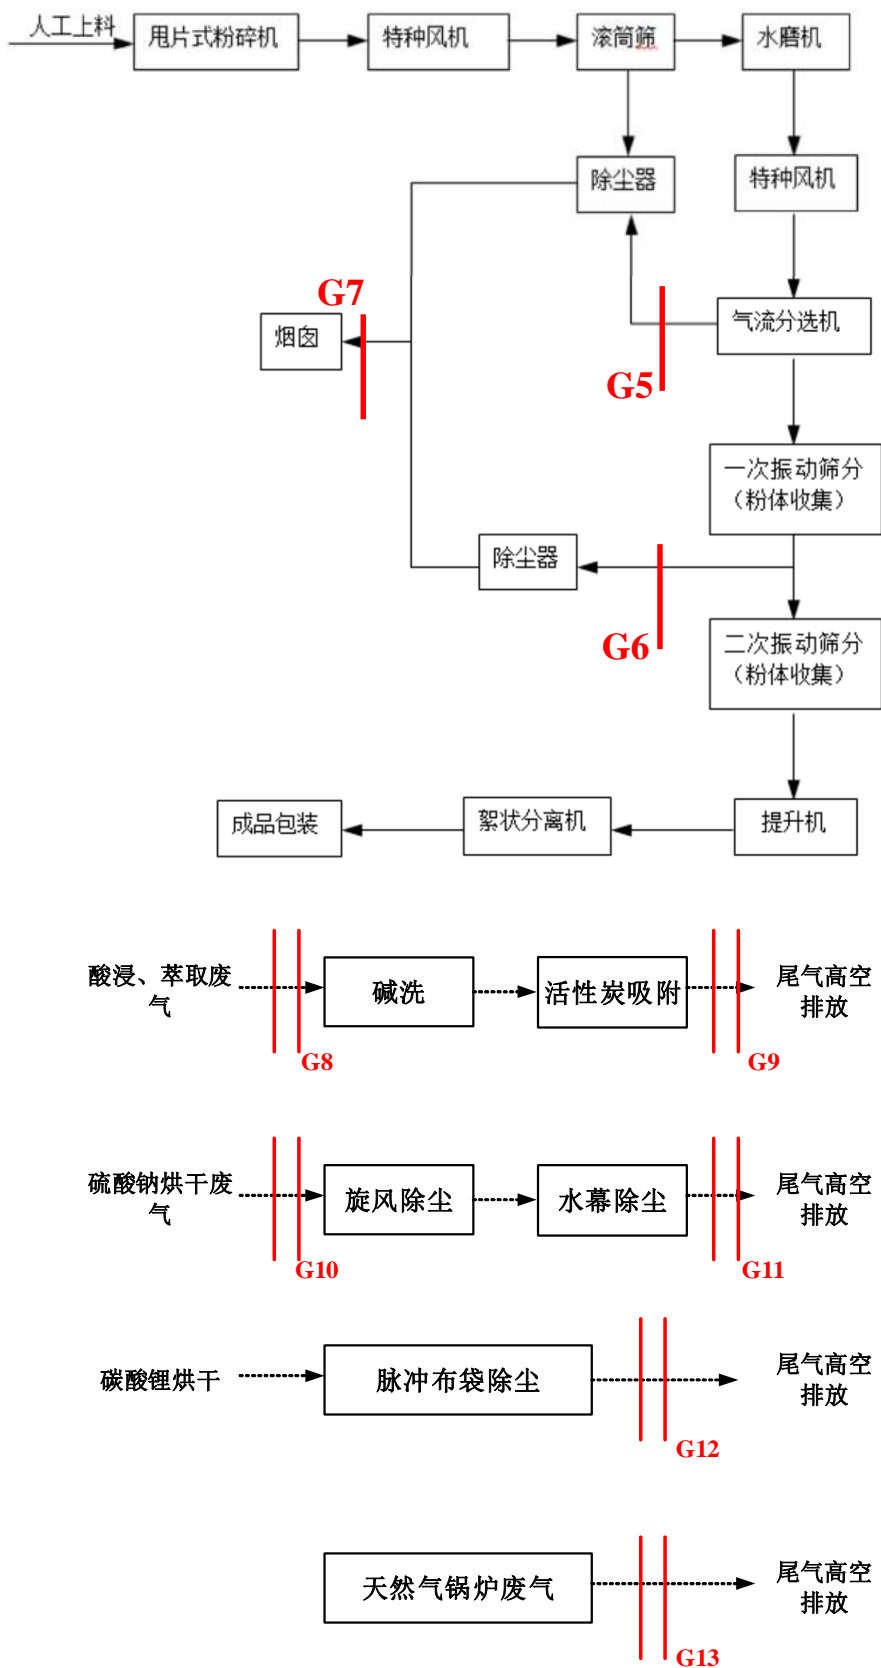 人工上料
甩片式粉碎机
特种风机
滚筒筛
水磨机
除尘器
特种风机
G7
烟囱
气流分选机
G5
一次振动筛分
（粉体收集）
除尘器
G6
二次振动筛分
（粉体收集）
成品包装
絮状分离机
提升机
酸浸、萃取废
气
碱洗
活性炭吸附
尾气高空
排放
G8
G9
硫酸钠烘干废
气
旋风除尘
水幕除尘
尾气高空
排放
G10
G11
碳酸锂烘干
脉冲布袋除尘
尾气高空
排放
G12
天然气锅炉废气
尾气高空
排放
G13